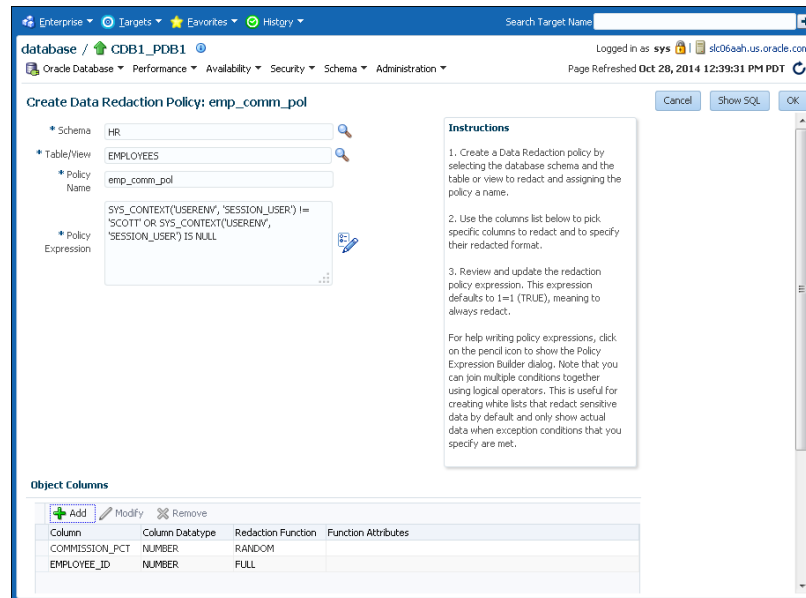 Enterprise Targets Favorites History Search Target Name
database / CDB1_PDB1
Logged in as sys slc06aah.us.oracle.com
Oracle Database Performance Availability Security Schema Administration
Page Refreshed Oct 28, 2014 12:39:31 PM PDT
Create Data Redaction Policy: emp_comm_pol
Cancel Show SQL OK
* Schema HR
* Table/View EMPLOYEES
* Policy Name emp_comm_pol
* Policy Expression
SYS_CONTEXT('USERENV', 'SESSION_USER') !=
'SCOTT' OR SYS_CONTEXT('USERENV',
'SESSION_USER') IS NULL
Instructions
1. Create a Data Redaction policy by
selecting the database schema and the
table or view to redact and assigning the
policy a name.
2. Use the columns list below to pick
specific columns to redact and to specify
their redacted format.
3. Review and update the redaction
policy expression. This expression
defaults to 1=1 (TRUE), meaning to
always redact.
For help writing policy expressions, click
on the pencil icon to show the Policy
Expression Builder dialog. Note that you
can join multiple conditions together
using logical operators. This is useful for
creating white lists that redact sensitive
data by default and only show actual
data when exception conditions that you
specify are met.
Object Columns
Add Modify Remove
Column Column Datatype Redaction Function Function Attributes
COMMISSION_PCT NUMBER RANDOM
EMPLOYEE_ID NUMBER FULL